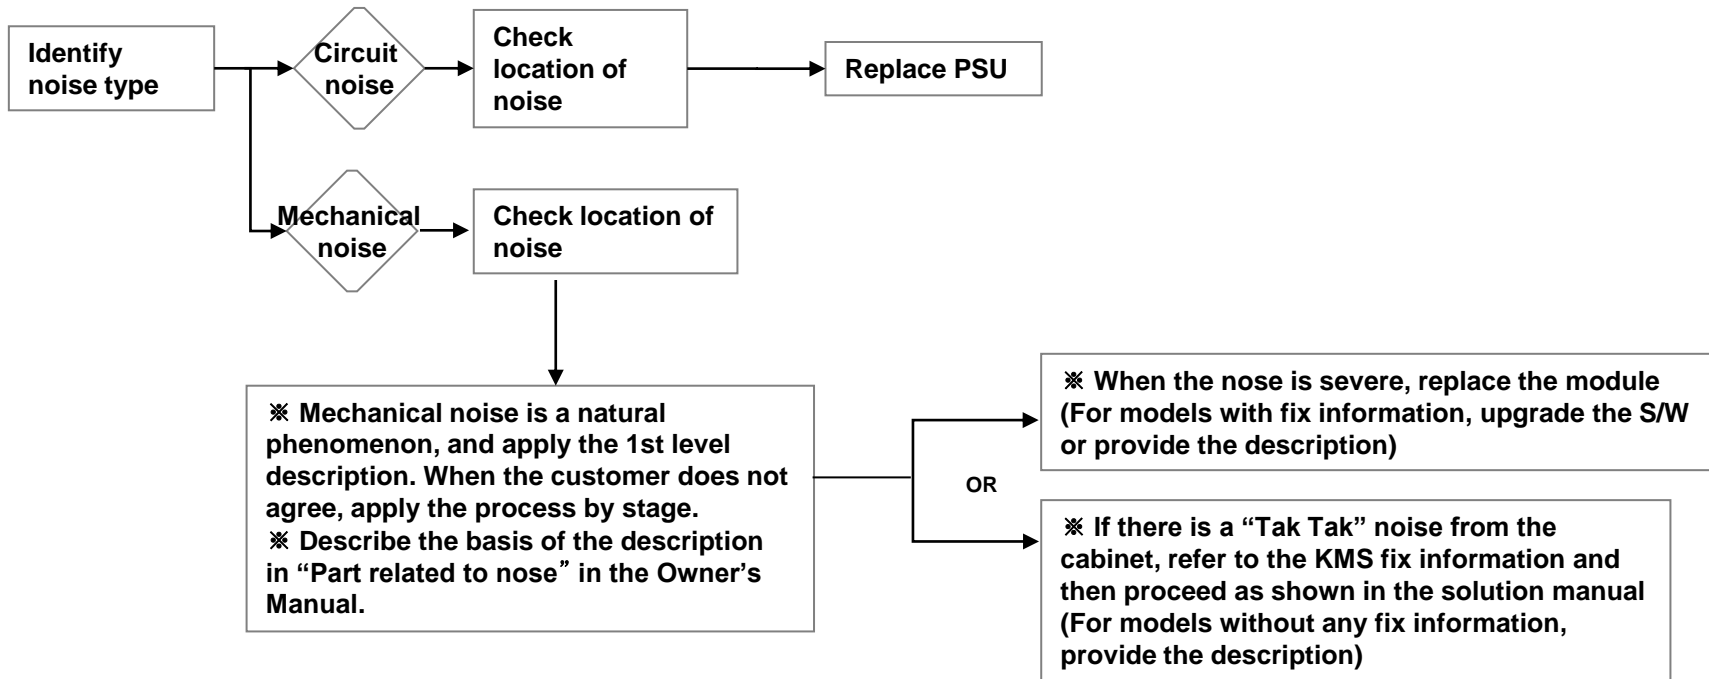 Identify
noise type
Circuit
noise
Check
location of
noise
Replace PSU
Mechanical
noise
Check location of
noise
※ Mechanical noise is a natural
phenomenon, and apply the 1st level
description. When the customer does not
agree, apply the process by stage.
※ Describe the basis of the description
in “Part related to nose” in the Owner’s
Manual.
OR
※ When the nose is severe, replace the module
(For models with fix information, upgrade the S/W
or provide the description)
※ If there is a “Tak Tak” noise from the
cabinet, refer to the KMS fix information and
then proceed as shown in the solution manual
(For models without any fix information,
provide the description)